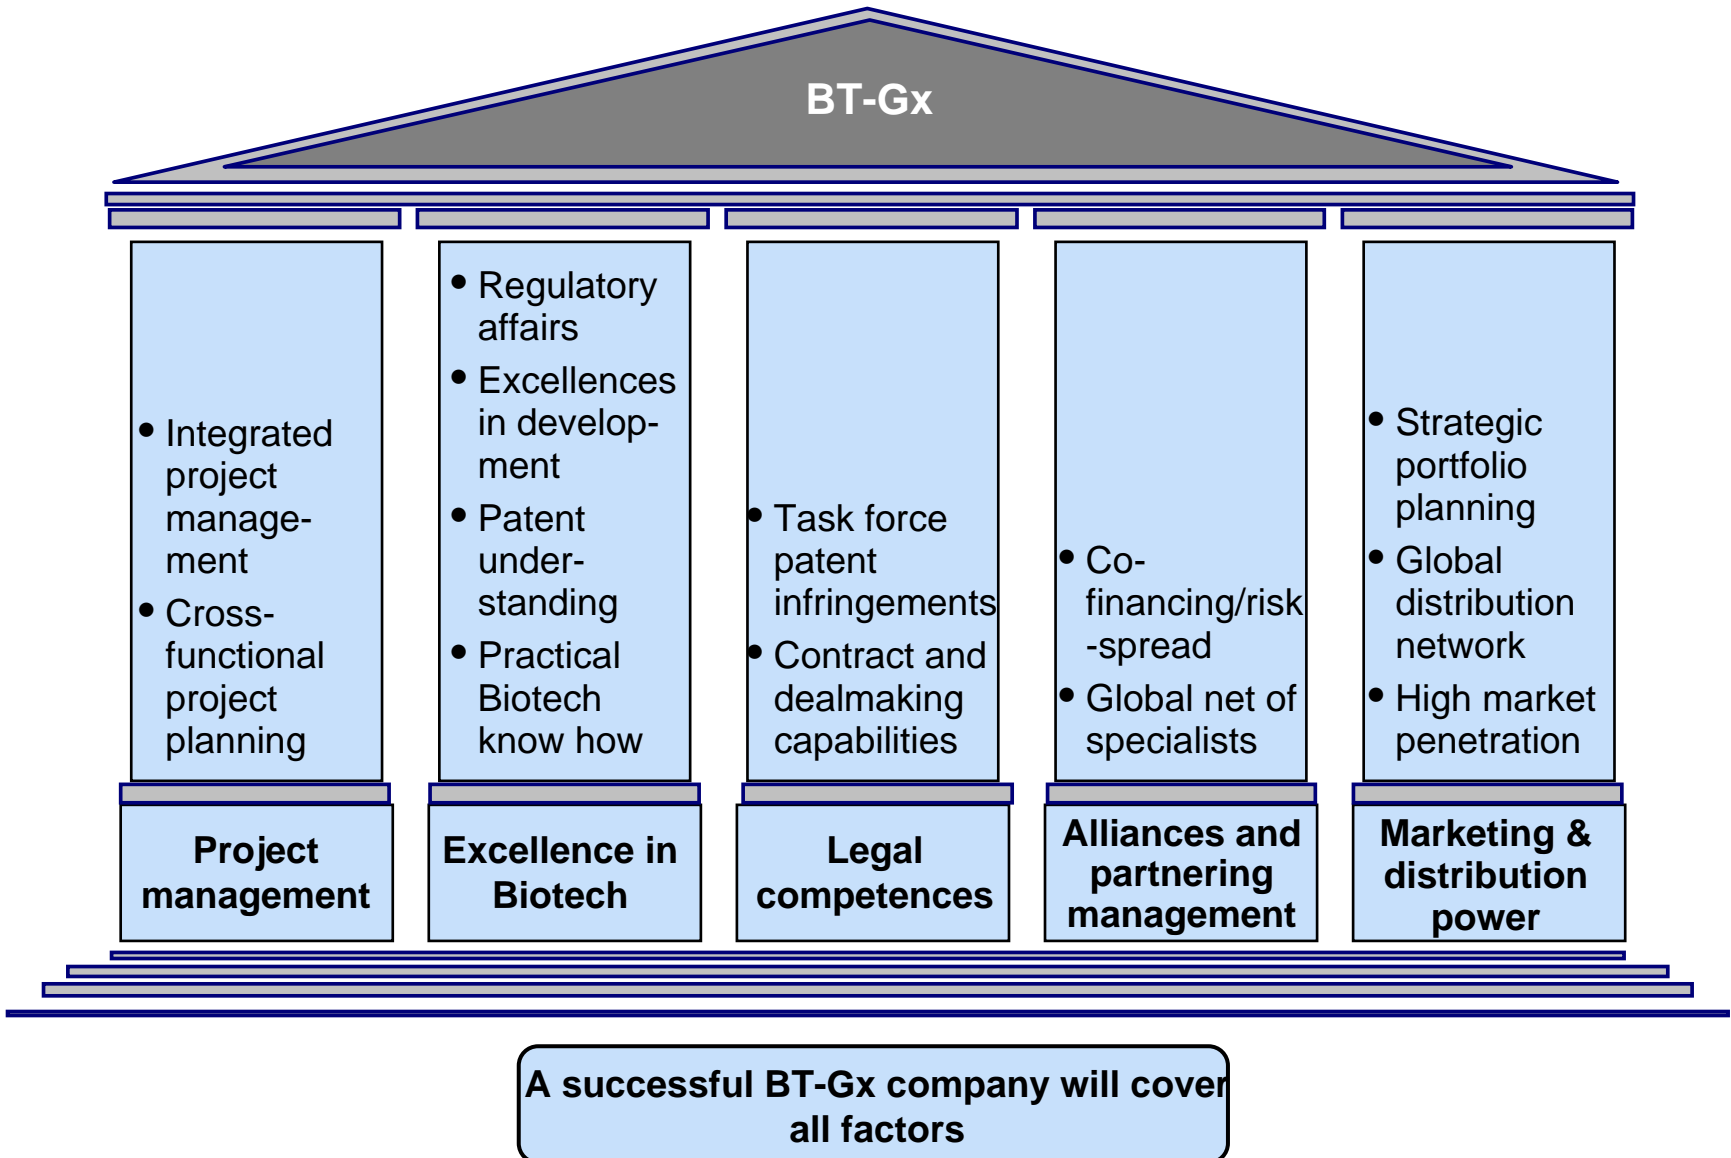 BT-Gx
• Integrated
project
manage-
ment
• Cross-
functional
project
planning
• Regulatory
affairs
• Excellences
in develop-
ment
• Patent
under-
standing
• Practical
Biotech
know how
• Task force
patent
infringements
• Contract and
dealmaking
capabilities
• Co-
financing/risk
-spread
• Global net of
specialists
• Strategic
portfolio
planning
• Global
distribution
network
• High market
penetration
Project
management
Excellence in
Biotech
Legal
competences
Alliances and
partnering
management
Marketing &
distribution
power
A successful BT-Gx company will cover
all factors